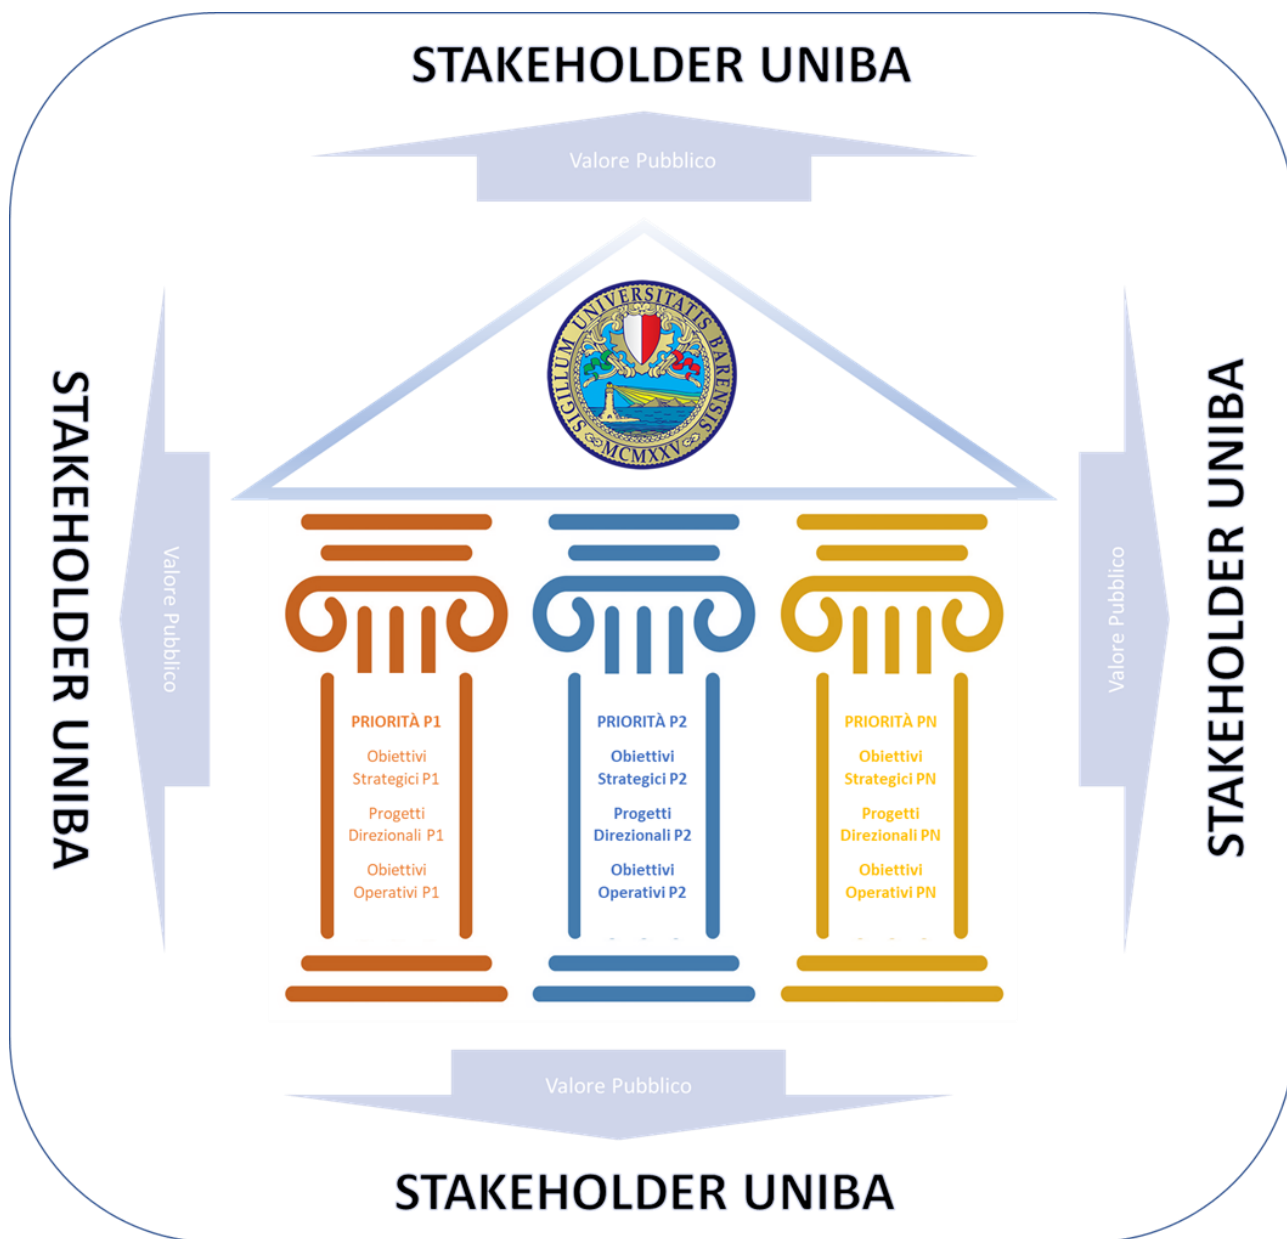 STAKEHOLDER UNIBA
Valore Pubblico
SIGILLUM UNIVERSITATIS BARENSIS
MCMXXV
STAKEHOLDER UNIBA
Valore Pubblico
PRIORITÀ P1
Obiettivi
Strategici P1
Progetti
Direzionali P1
Obiettivi
Operativi P1
PRIORITÀ P2
Obiettivi
Strategici P2
Progetti
Direzionali P2
Obiettivi
Operativi P2
PRIORITÀ PN
Obiettivi
Strategici PN
Progetti
Direzionali PN
Obiettivi
Operativi PN
Valore Pubblico
STAKEHOLDER UNIBA
Valore Pubblico
STAKEHOLDER UNIBA